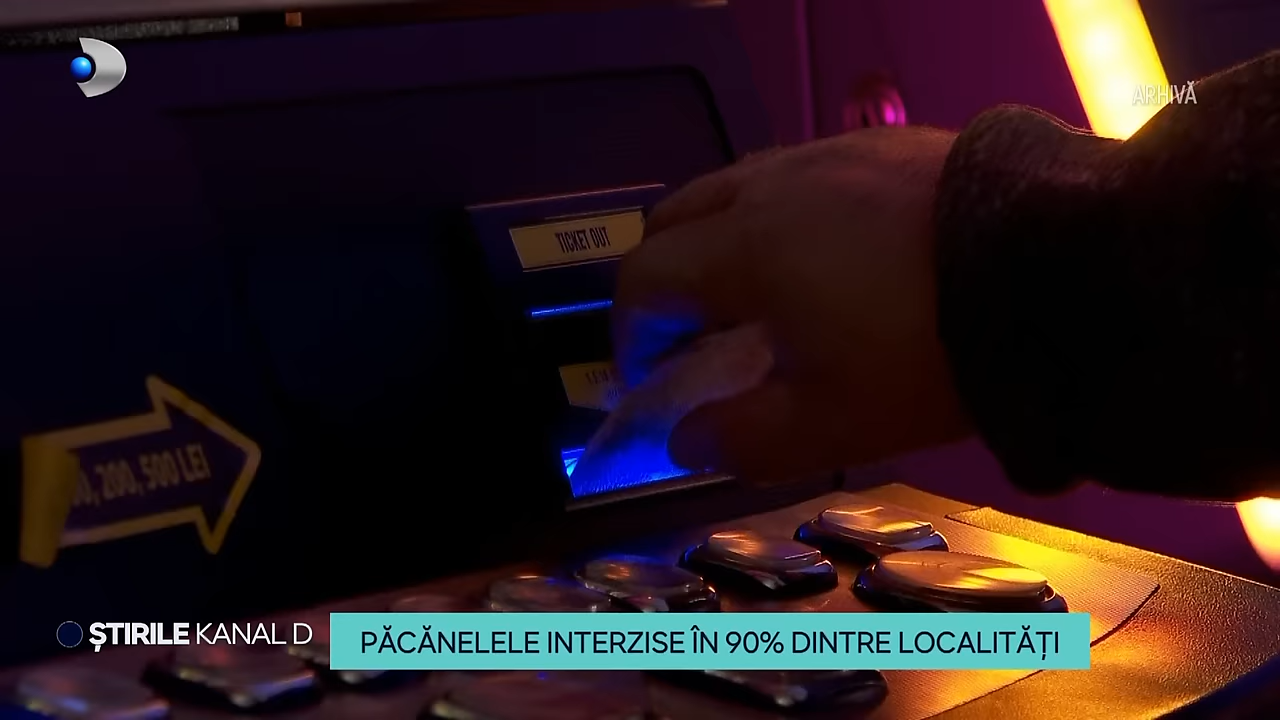 ARHIVĂ
TICKET OUT
200, 500 LEI
ȘTIRILE KANAL D
PĂCĂNELELE INTERZISE ÎN 90% DINTRE LOCALITĂȚI